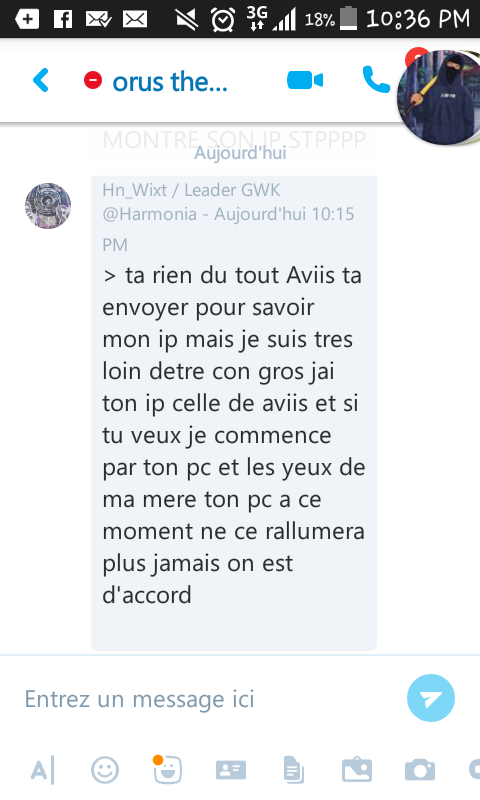 3G
18%
10:36 PM
orus the...
MONTRE SON IP STPPPP
Aujourd'hui
Hn_Wixt / Leader GWK
@Harmonia - Aujourd'hui 10:15
PM
> ta rien du tout Aviis ta
envoyer pour savoir
mon ip mais je suis tres
loin detre con gros jai
ton ip celle de aviis et si
tu veux je commence
par ton pc et les yeux de
ma mere ton pc a ce
moment ne ce rallumera
plus jamais on est
d'accord
Entrez un message ici